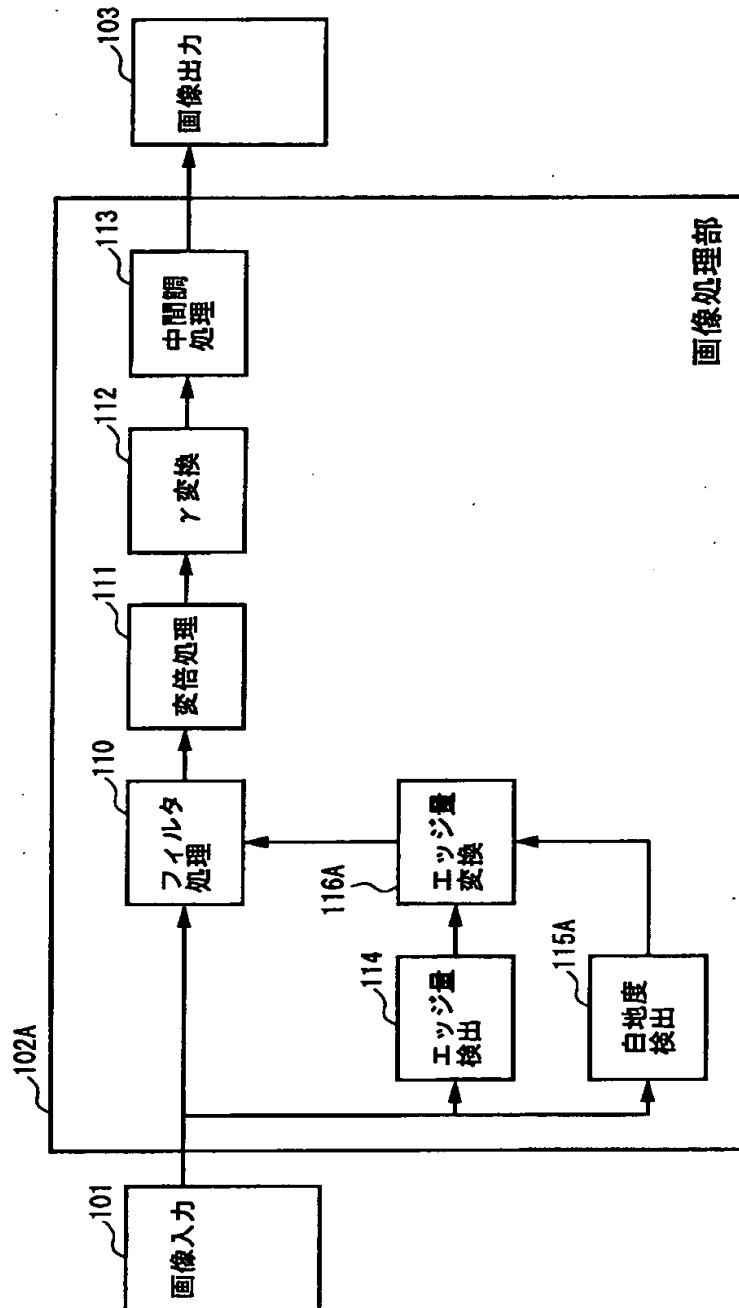 101
画像入力
102A
110
フィルタ
処理
111
変倍処理
112
γ変換
113
中間調
処理
103
画像出力
114
エッジ量
検出
116A
エッジ量
変換
115A
白地度
検出
画像処理部